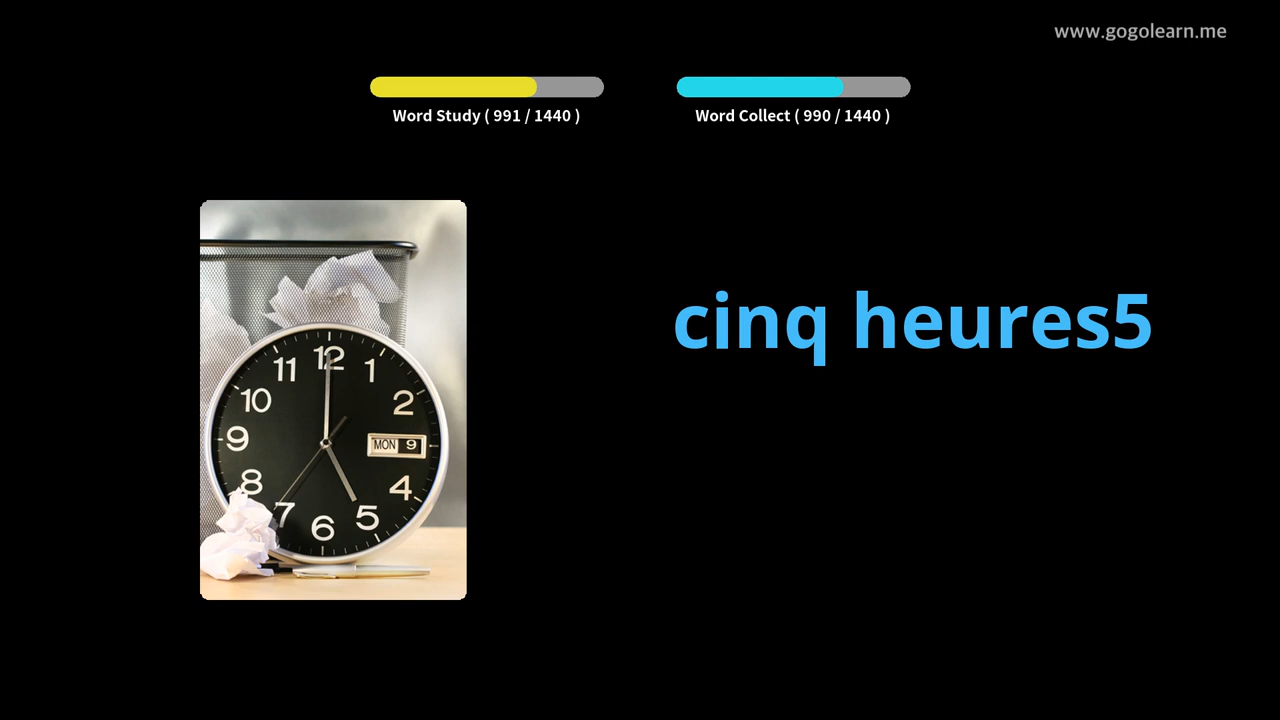 www.gogolearn.me
Word Study ( 991 / 1440 )
Word Collect ( 990 / 1440 )
cinq heures5
12
11
1
10
2
9
MON 9
8
4
7
5
6